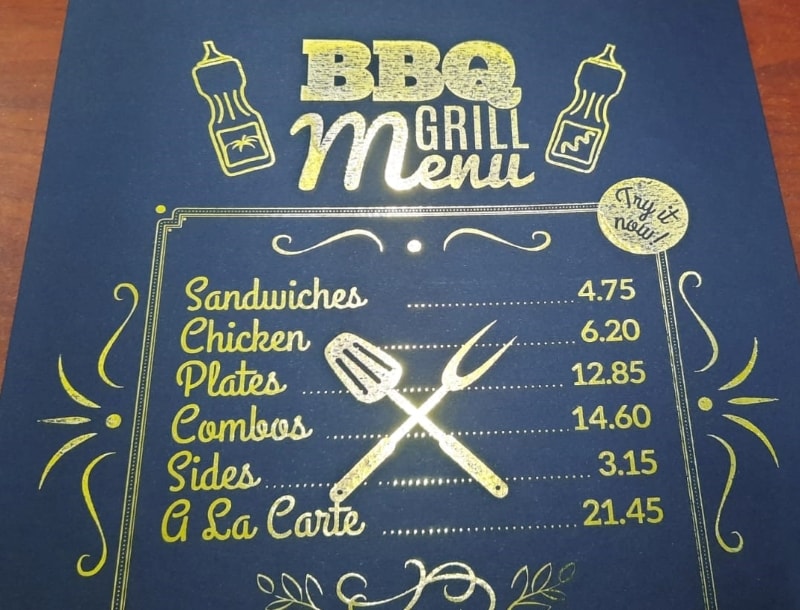 BBQ
GRILL
Menu
Try it
now!
Sandwiches 4.75
Chicken 6.20
Plates 12.85
Combos 14.60
Sides 3.15
A La Carte 21.45